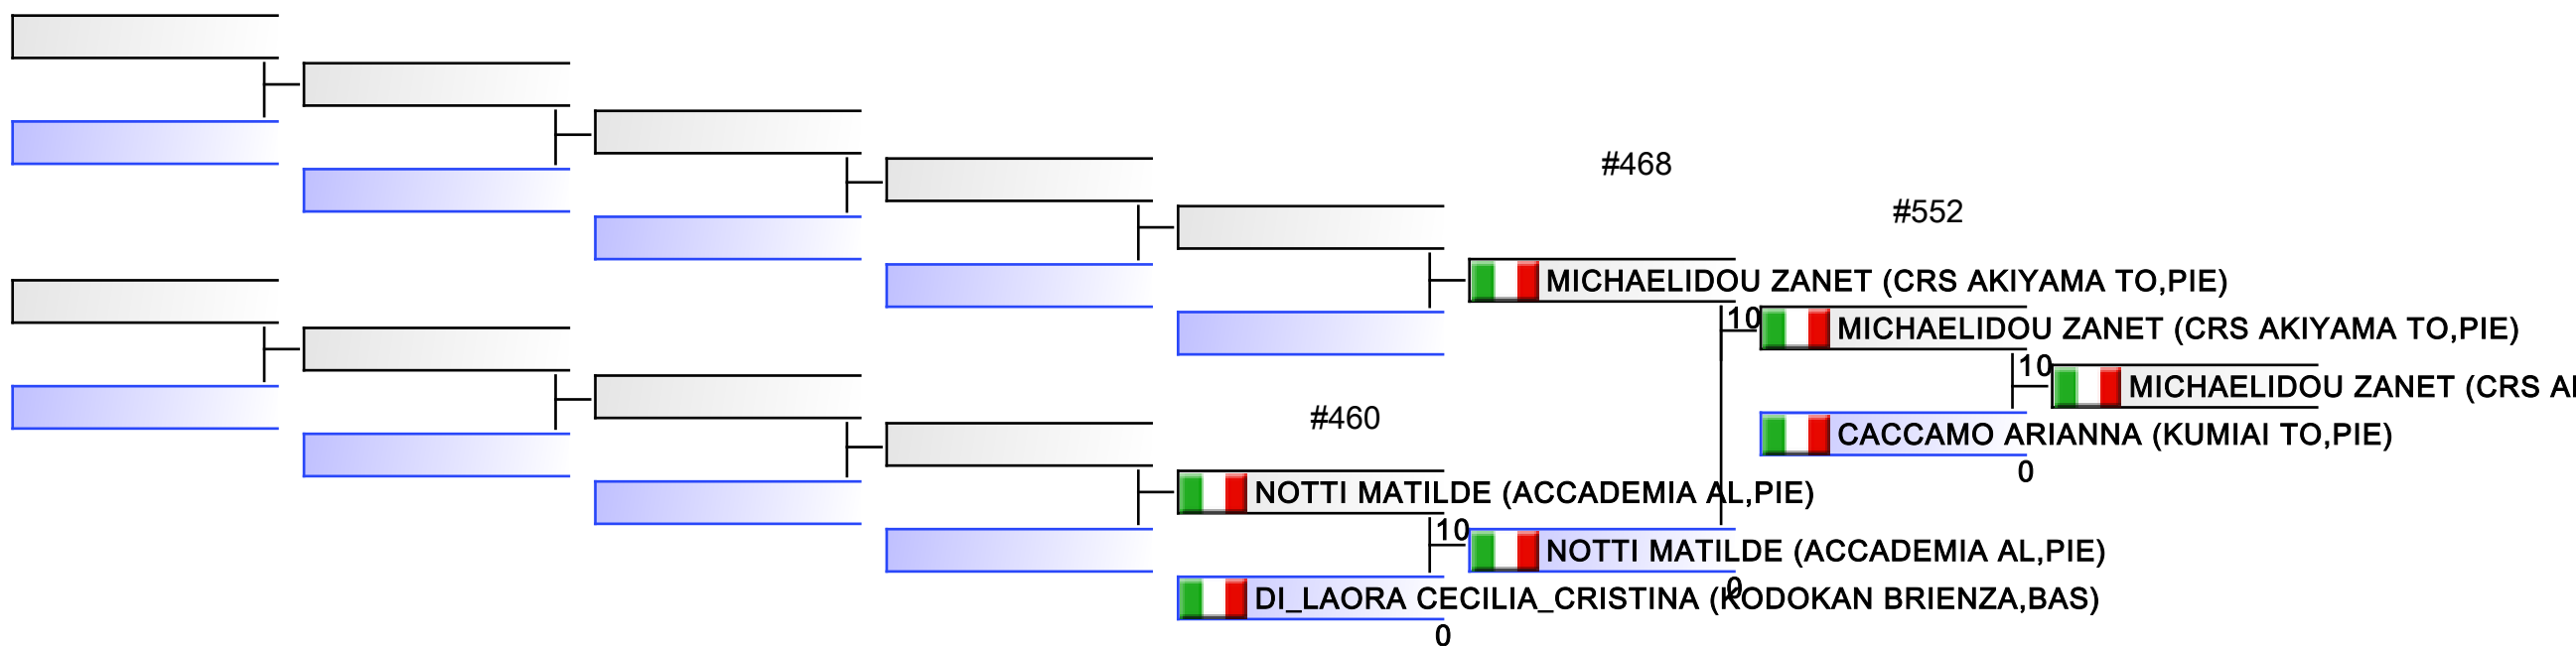 #468
#552
MICHAELIDOU ZANET (CRS AKIYAMA TO,PIE)
10
MICHAELIDOU ZANET (CRS AKIYAMA TO,PIE)
10
MICHAELIDOU ZANET (CRS
#460
CACCAMO ARIANNA (KUMIAI TO,PIE)
0
NOTTI MATILDE (ACCADEMIA AL,PIE)
10
NOTTI MATILDE (ACCADEMIA AL,PIE)
0
DI_LAORA CECILIA_CRISTINA (KODOKAN BRIENZA,BAS)
0